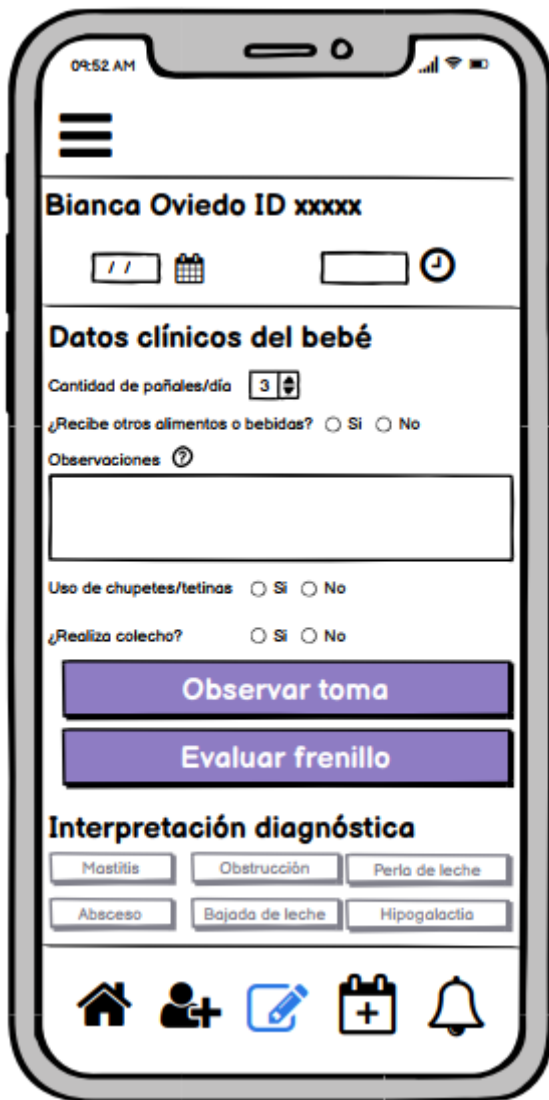 09:52 AM
Bianca Oviedo ID xxxxx
/ /
Datos clínicos del bebé
Cantidad de pañales/día 3
¿Recibe otros alimentos o bebidas? Si No
Observaciones ?
Uso de chupetes/tetinas Si No
¿Realiza colecho? Si No
Observar toma
Evaluar frenillo
Interpretación diagnóstica
Mastitis Obstrucción Perla de leche
Absceso Bajada de leche Hipogalactia